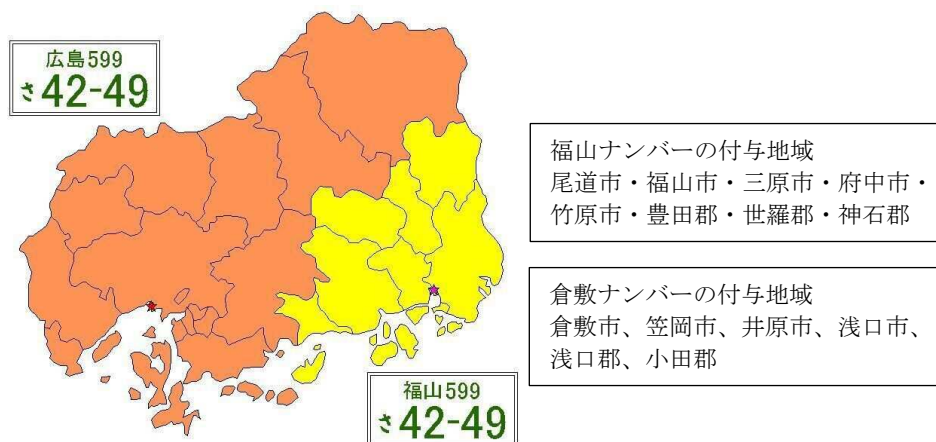 広島599
さ 42-49
福山ナンバーの付与地域
尾道市・福山市・三原市・府中市・
竹原市・豊田郡・世羅郡・神石郡
倉敷ナンバーの付与地域
倉敷市、笠岡市、井原市、浅口市、
浅口郡、小田郡
福山599
さ 42-49